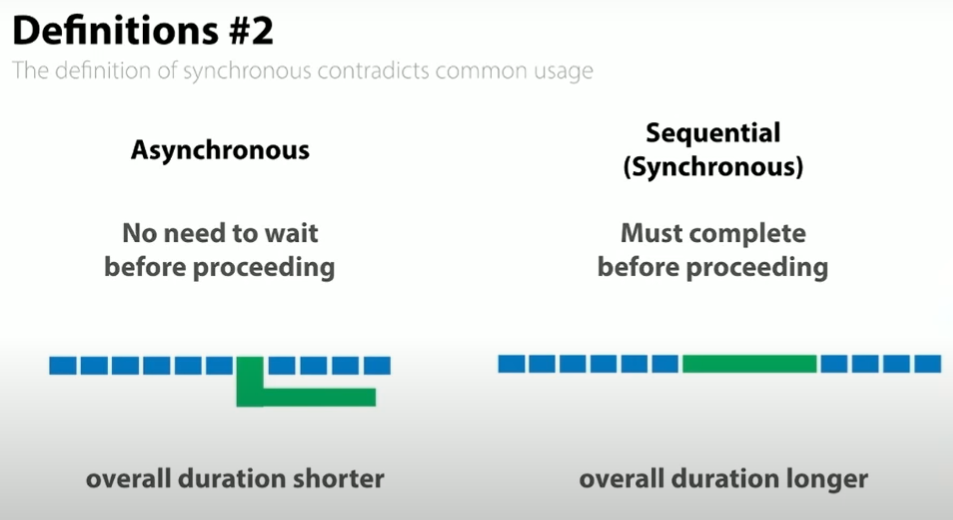 Definitions #2
The definition of synchronous contradicts common usage
Asynchronous
No need to wait
before proceeding
overall duration shorter
Sequential
(Synchronous)
Must complete
before proceeding
overall duration longer